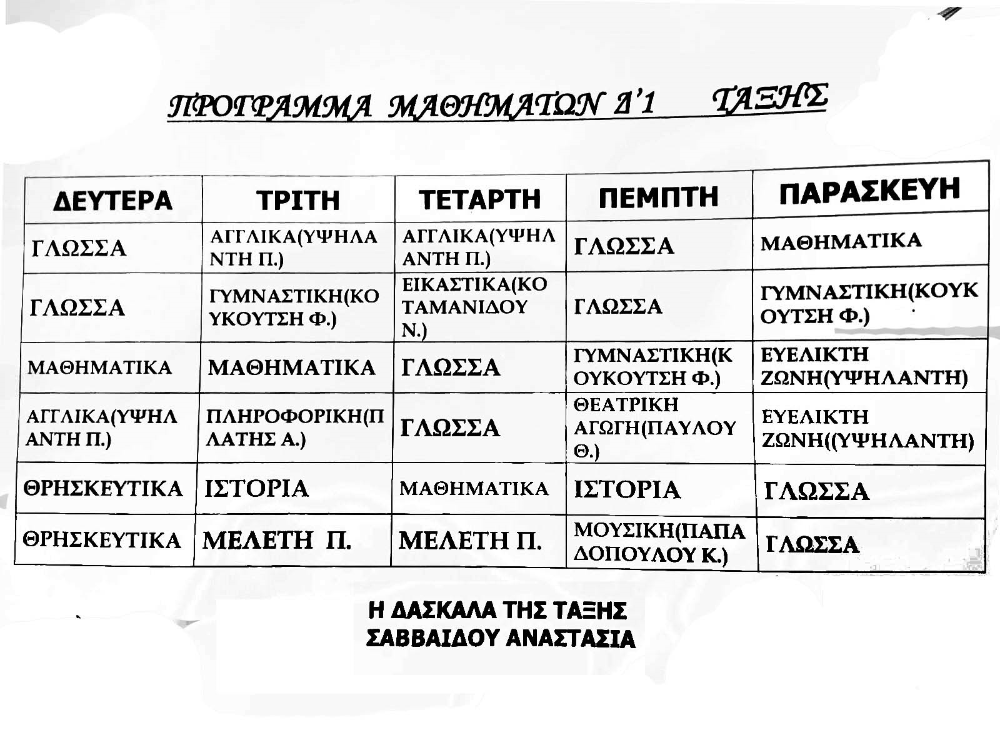 ΠΡΟΓΡΑΜΜΑ ΜΑΘΗΜΑΤΩΝ Δ'1 ΤΑΞΗΣ
ΔΕΥΤΕΡΑ ΤΡΙΤΗ ΤΕΤΑΡΤΗ ΠΕΜΠΤΗ ΠΑΡΑΣΚΕΥΗ
ΓΛΩΣΣΑ
ΑΓΓΛΙΚΑ(ΥΨΗΛΑ
ΝΤΗ Π.)
ΑΓΓΛΙΚΑ(ΥΨΗΛ
ΑΝΤΗ Π.)
ΓΛΩΣΣΑ
ΜΑΘΗΜΑΤΙΚΑ
ΓΛΩΣΣΑ
ΓΥΜΝΑΣΤΙΚΗ(ΚΟ
ΥΚΟΥΤΣΗ Φ.)
ΕΙΚΑΣΤΙΚΑ(ΚΟ
ΤΑΜΑΝΙΔΟΥ
Ν.)
ΓΛΩΣΣΑ
ΓΥΜΝΑΣΤΙΚΗ(ΚΟΥΚ
ΟΥΤΣΗ Φ.)
ΜΑΘΗΜΑΤΙΚΑ
ΜΑΘΗΜΑΤΙΚΑ
ΓΛΩΣΣΑ
ΓΥΜΝΑΣΤΙΚΗ(Κ
ΟΥΚΟΥΤΣΗ Φ.)
ΕΥΕΛΙΚΤΗ
ΖΩΝΗ(ΥΨΗΛΑΝΤΗ)
ΑΓΓΛΙΚΑ(ΥΨΗΛ
ΑΝΤΗ Π.)
ΠΛΗΡΟΦΟΡΙΚΗ(Π
ΛΑΤΗΣ Α.)
ΓΛΩΣΣΑ
ΘΕΑΤΡΙΚΗ
ΑΓΩΓΗ(ΠΑΥΛΟΥ
Θ.)
ΕΥΕΛΙΚΤΗ
ΖΩΝΗ((ΥΨΗΛΑΝΤΗ)
ΘΡΗΣΚΕΥΤΙΚΑ
ΙΣΤΟΡΙΑ
ΜΑΘΗΜΑΤΙΚΑ
ΙΣΤΟΡΙΑ
ΓΛΩΣΣΑ
ΘΡΗΣΚΕΥΤΙΚΑ
ΜΕΛΕΤΗ Π.
ΜΕΛΕΤΗ Π.
ΜΟΥΣΙΚΗ(ΠΑΠΑ
ΔΟΠΟΥΛΟΥ Κ.)
ΓΛΩΣΣΑ
Η ΔΑΣΚΑΛΑ ΤΗΣ ΤΑΞΗΣ
ΣΑΒΒΑΙΔΟΥ ΑΝΑΣΤΑΣΙΑ